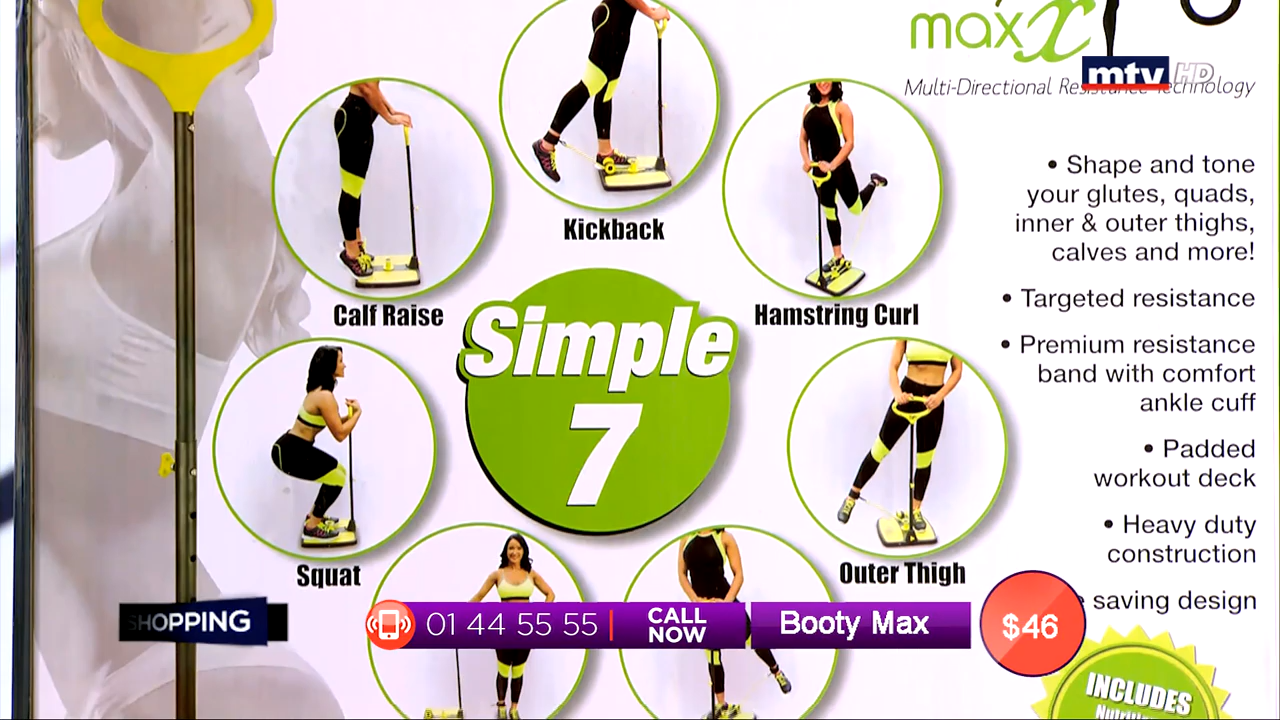 maxx
mtv HD
Multi-Directional Resistance Technology
Kickback
Calf Raise
Hamstring Curl
Simple
7
Squat
Outer Thigh
• Shape and tone
your glutes, quads,
inner & outer thighs,
calves and more!
• Targeted resistance
• Premium resistance
band with comfort
ankle cuff
• Padded
workout deck
• Heavy duty
construction
saving design
SHOPPING
01 44 55 55
CALL
NOW
Booty Max
$46
INCLUDES